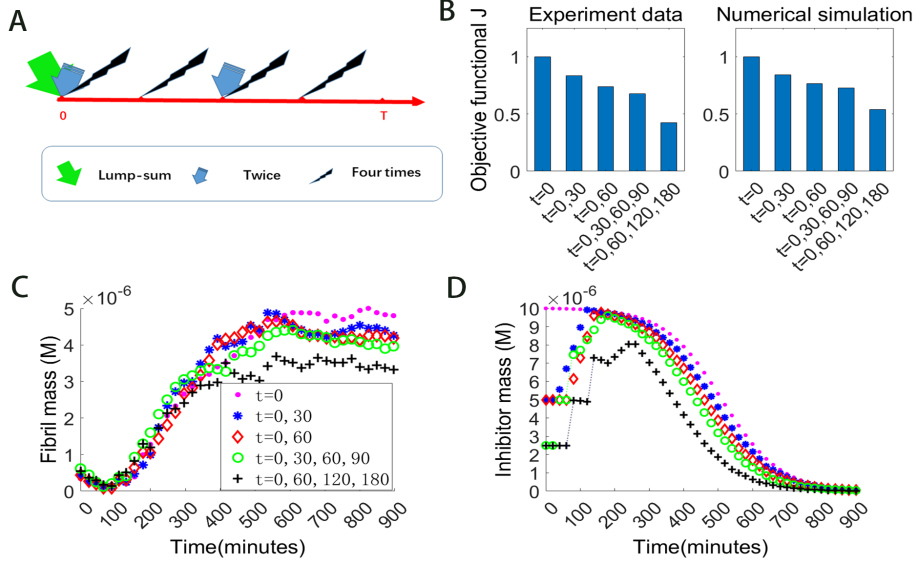 A
0
T
Lump-sum
Twice
Four times
B
Experiment data
Numerical simulation
Objective functional J
1
0.5
0
t=0
t=0,30
t=0,60
t=0,30,60,90
t=0,60,120,180
1
0.5
0
t=0
t=0,30
t=0,60
t=0,30,60,90
t=0,60,120,180
C
×10⁻⁶
Fibril mass (M)
5
4
3
2
1
0
t=0
t=0, 30
t=0, 60
t=0, 30, 60, 90
t=0, 60, 120, 180
0
100
200
300
400
500
600
700
800
900
Time(minutes)
D
×10⁻⁶
Inhibitor mass (M)
10
9
8
7
6
5
4
3
2
1
0
0
100
200
300
400
500
600
700
800
900
Time(minutes)